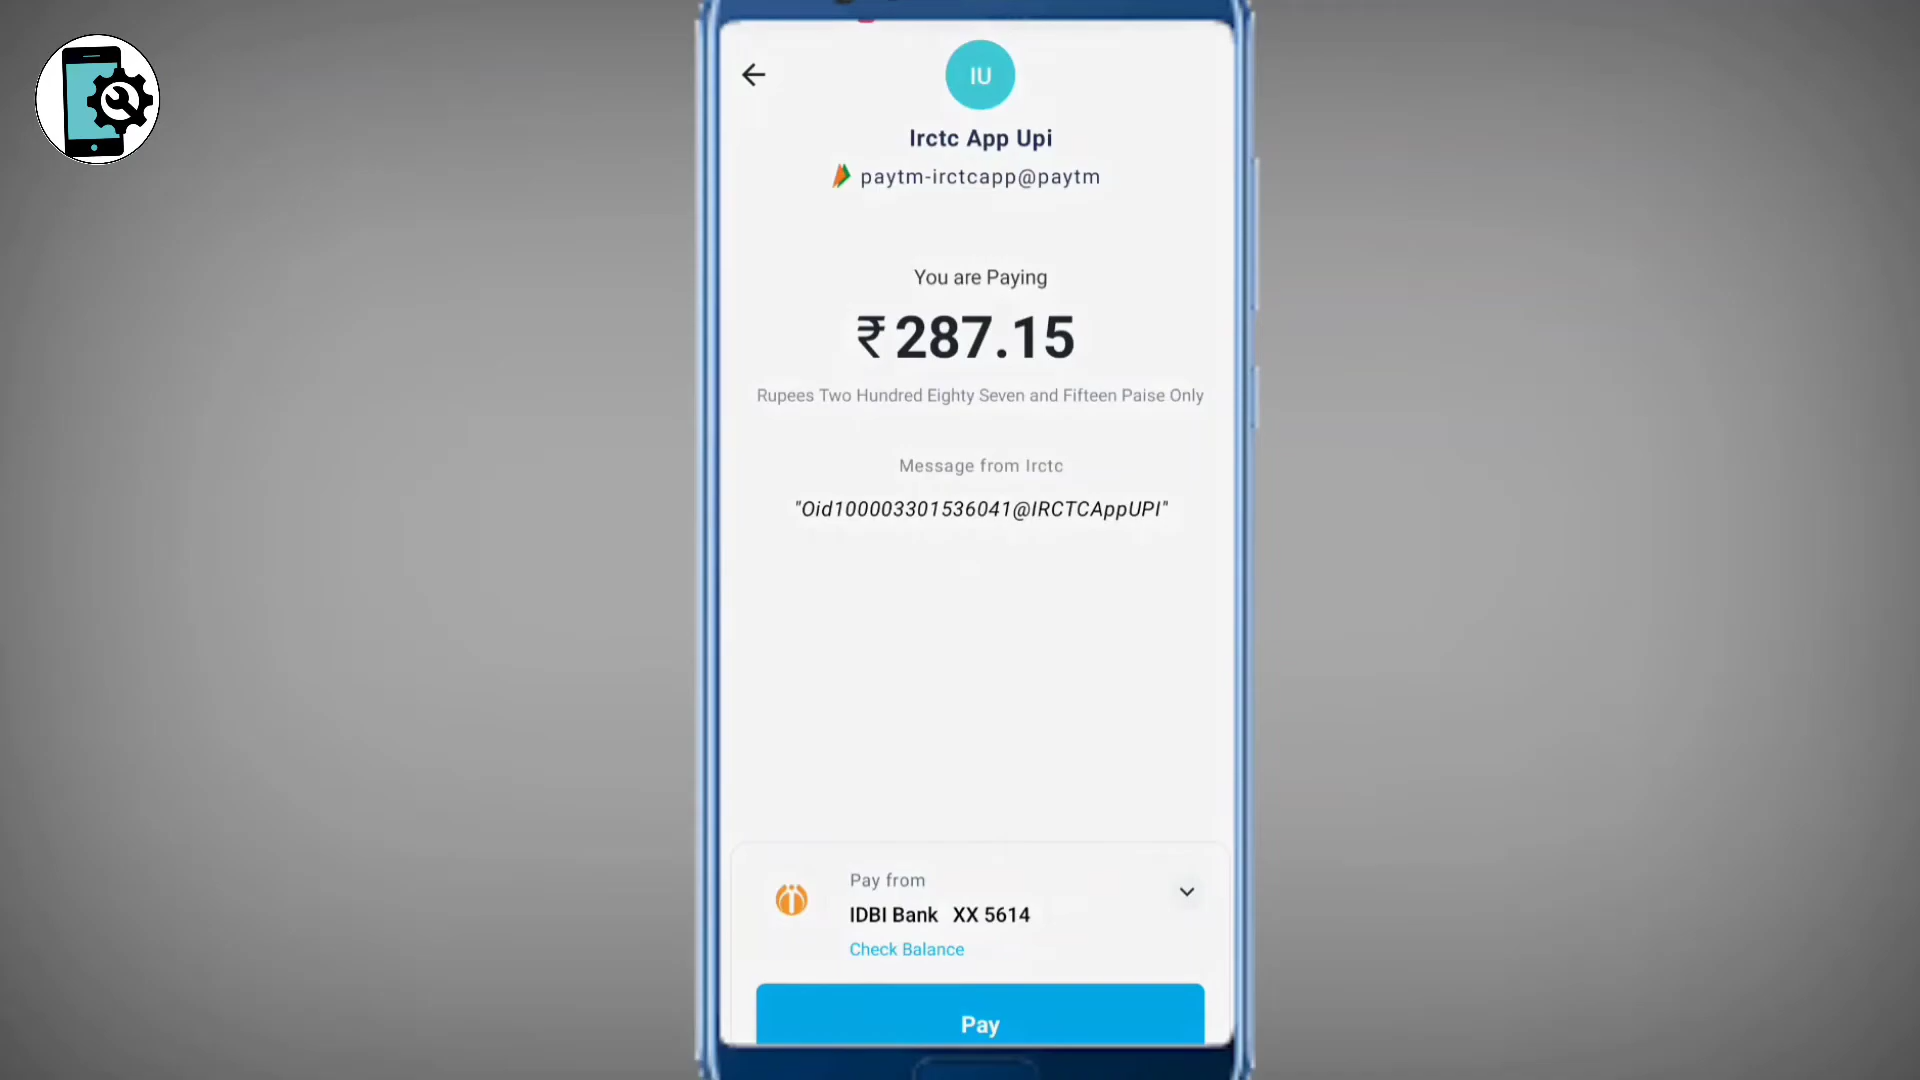 IU
Irctc App Upi
paytm-irctcapp@paytm
You are Paying
₹287.15
Rupees Two Hundred Eighty Seven and Fifteen Paise Only
Message from Irctc
"Oid100003301536041@IRCTCAppUPI"
Pay from
IDBI Bank XX 5614
Check Balance
Pay